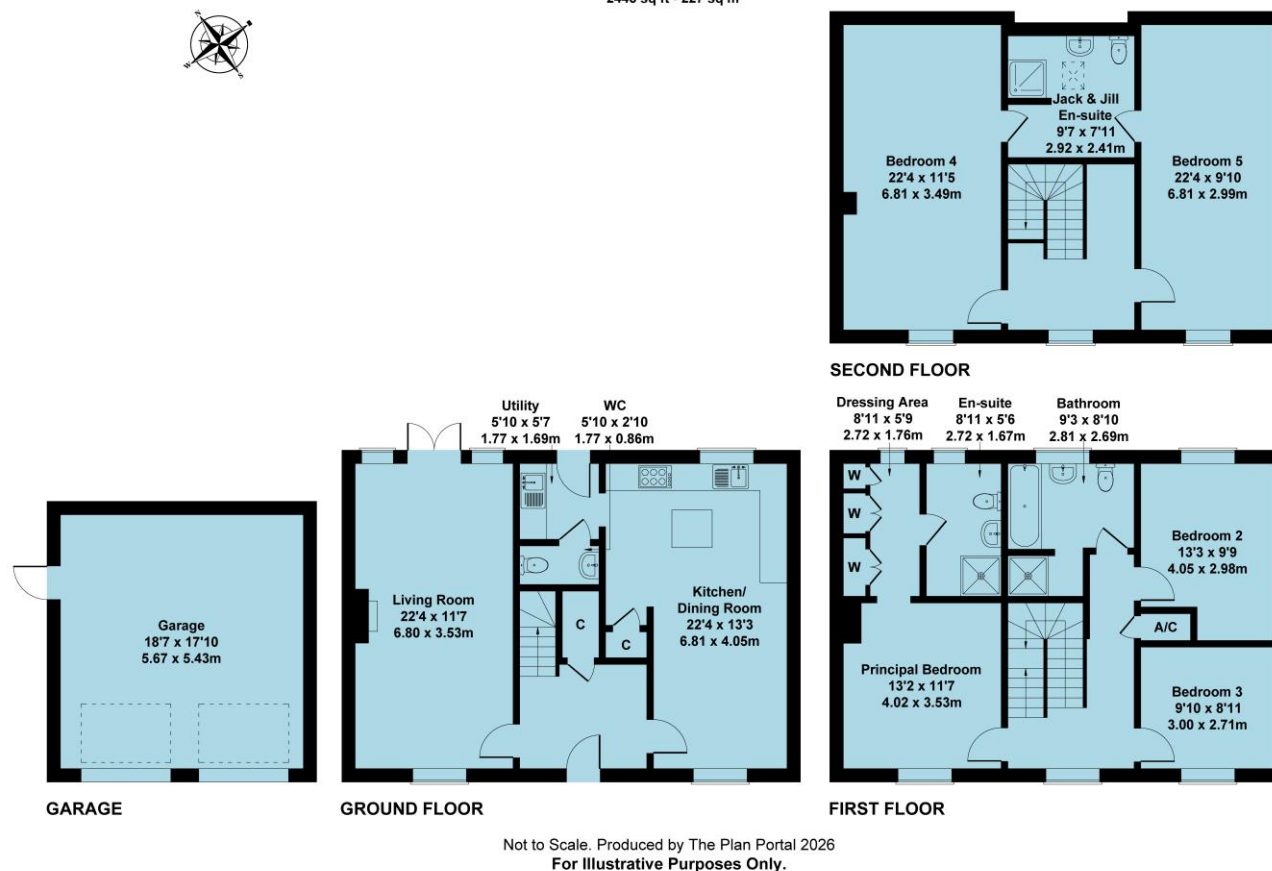 N
W
S
Jack & Jill
En-suite
9'7 x 7'11
2.92 x 2.41m
Bedroom 4
22'4 x 11'5
6.81 x 3.49m
Bedroom 5
22'4 x 9'10
6.81 x 2.99m
SECOND FLOOR
Utility
5'10 x 5'7
1.77 x 1.69m
WC
5'10 x 2'10
1.77 x 0.86m
Dressing Area
8'11 x 5'9
2.72 x 1.76m
En-suite
8'11 x 5'6
2.72 x 1.67m
Bathroom
9'3 x 8'10
2.81 x 2.69m
Garage
18'7 x 17'10
5.67 x 5.43m
Living Room
22'4 x 11'7
6.80 x 3.53m
C
C
Kitchen/
Dining Room
22'4 x 13'3
6.81 x 4.05m
W
W
W
Bedroom 2
13'3 x 9'9
4.05 x 2.98m
A/C
Principal Bedroom
13'2 x 11'7
4.02 x 3.53m
Bedroom 3
9'10 x 8'11
3.00 x 2.71m
GARAGE
GROUND FLOOR
FIRST FLOOR
Not to Scale. Produced by The Plan Portal 2026
For Illustrative Purposes Only.